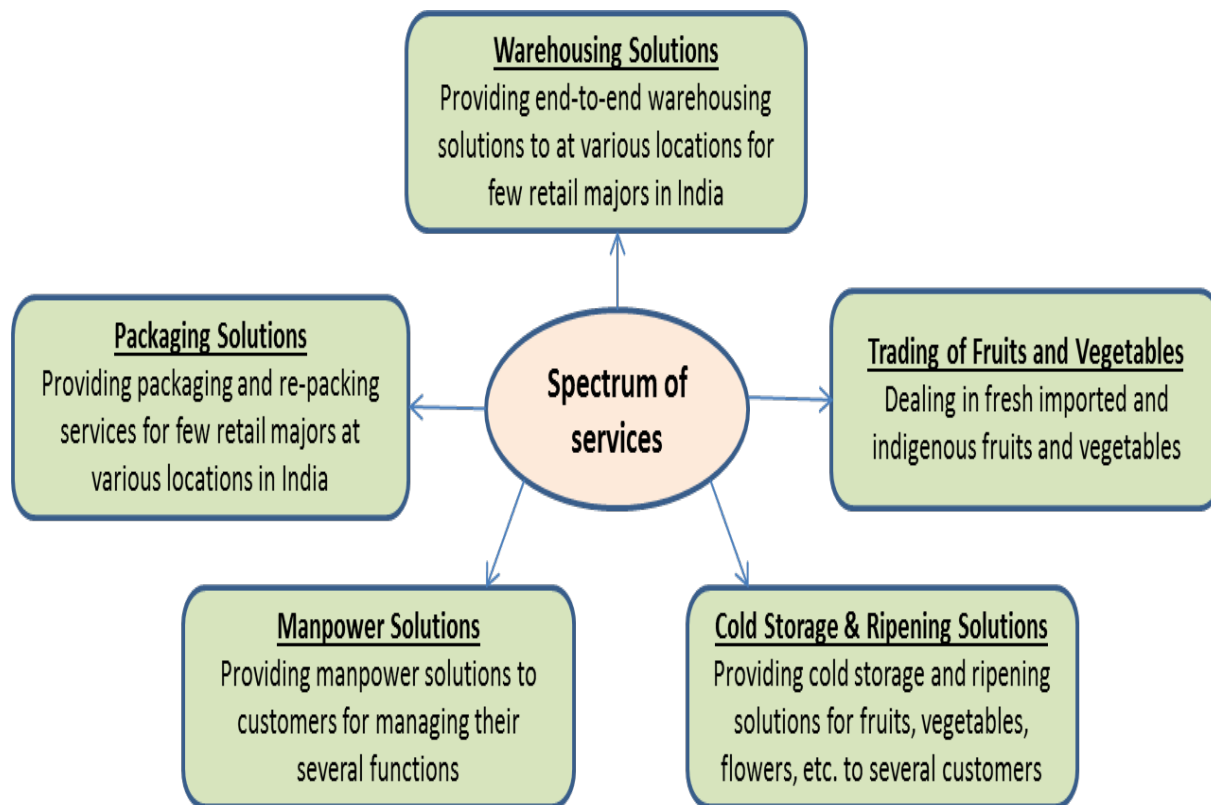 Warehousing Solutions
Providing end-to-end warehousing
solutions to at various locations for
few retail majors in India
Packaging Solutions
Providing packaging and re-packing
services for few retail majors at
various locations in India
Spectrum of
services
Trading of Fruits and Vegetables
Dealing in fresh imported and
indigenous fruits and vegetables
Manpower Solutions
Providing manpower solutions to
customers for managing their
several functions
Cold Storage & Ripening Solutions
Providing cold storage and ripening
solutions for fruits, vegetables,
flowers, etc. to several customers